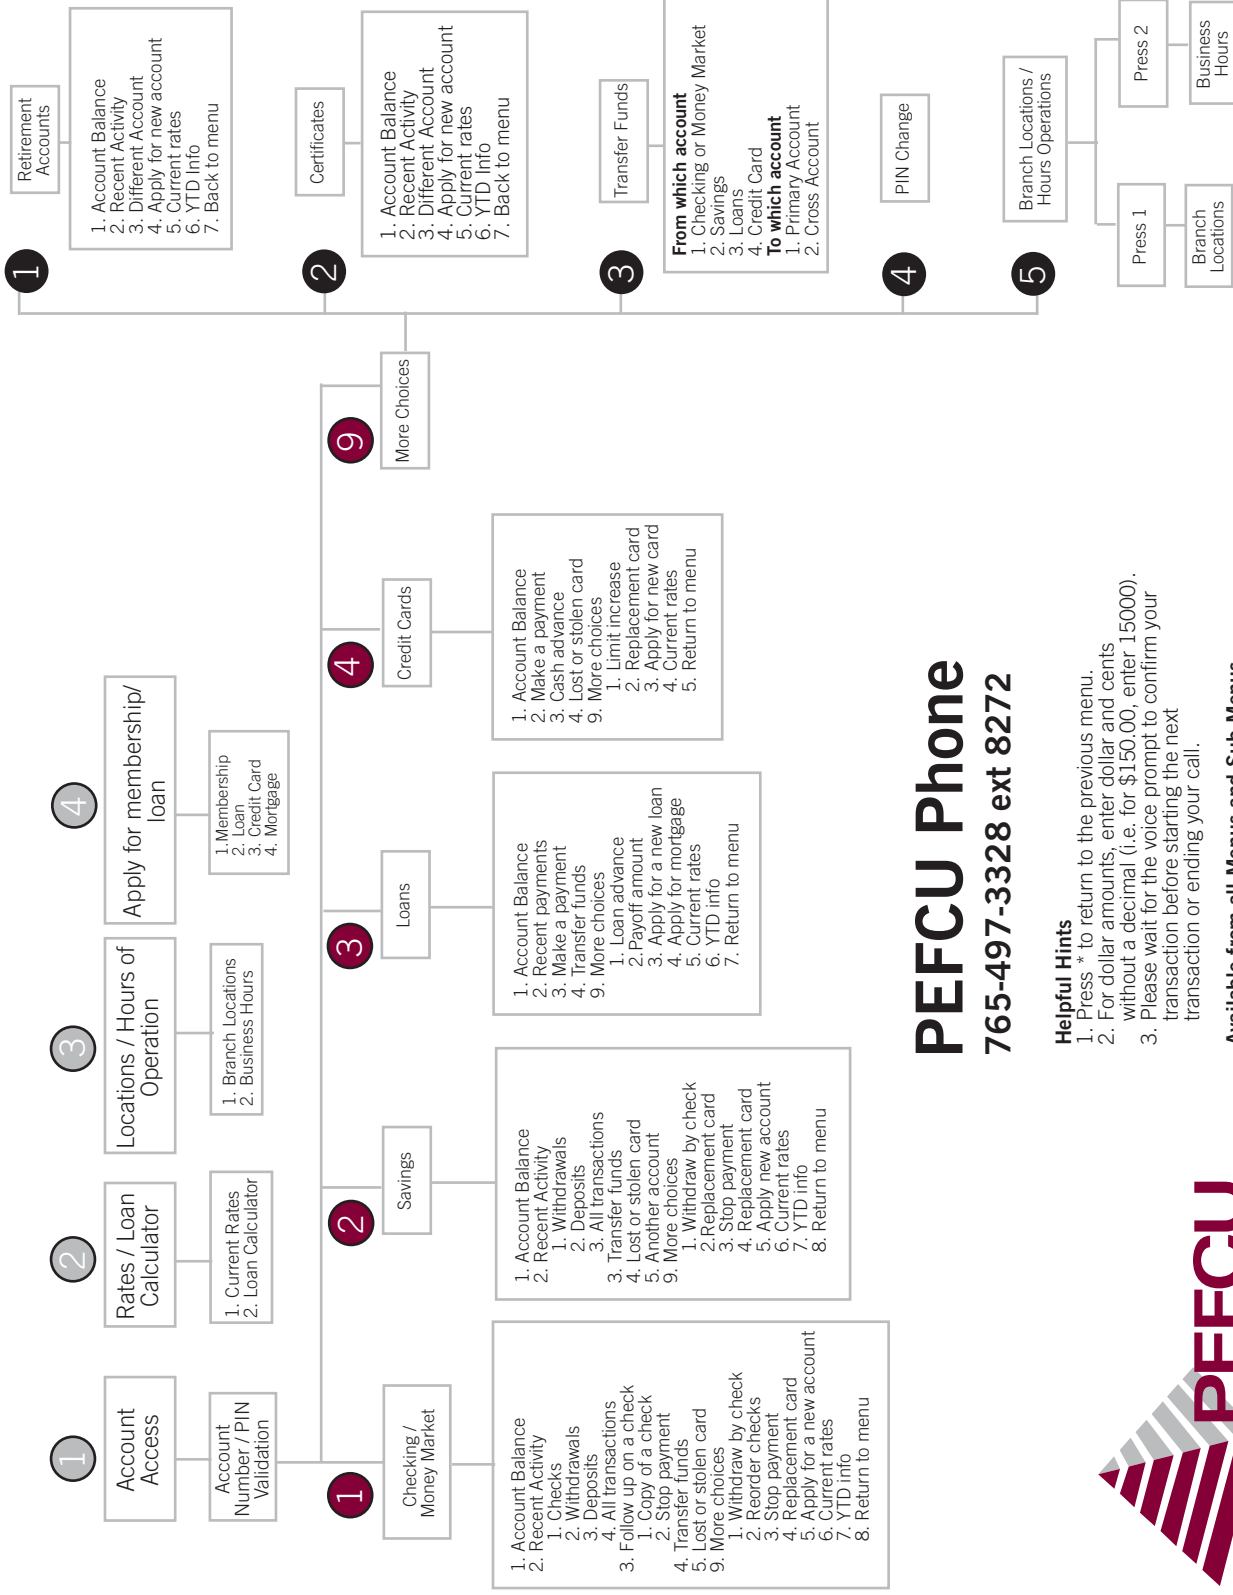 1
Account
Access
Account
Number / PIN
Validation
2
Rates / Loan
Calculator
1. Current Rates
2. Loan Calculator
3
Locations / Hours of
Operation
1. Branch Locations
2. Business Hours
4
Apply for membership/
loan
1.Membership
2. Loan
3. Credit Card
4. Mortgage
1
Checking /
Money Market
1. Account Balance
2. Recent Activity
1. Checks
2. Withdrawals
3. Deposits
4. All transactions
3. Follow up on a check
1. Copy of a check
2. Stop payment
4. Transfer funds
5. Lost or stolen card
9. More choices
1. Withdraw by check
2. Reorder checks
3. Stop payment
4. Replacement card
5. Apply for a new account
6. Current rates
7. YTD info
8. Return to menu
2
Savings
1. Account Balance
2. Recent Activity
1. Withdrawals
2. Deposits
3. All transactions
3. Transfer funds
4. Lost or stolen card
5. Another account
9. More choices
1. Withdraw by check
2.Replacement card
3. Stop payment
4. Replacement card
5. Apply new account
6. Current rates
7. YTD info
8. Return to menu
3
Loans
1. Account Balance
2. Recent payments
3. Make a payment
4. Transfer funds
9. More choices
1. Loan advance
2.Payoff amount
3. Apply for a new loan
4. Apply for mortgage
5. Current rates
6. YTD info
7. Return to menu
4
Credit Cards
1. Account Balance
2. Make a payment
3. Cash advance
4. Lost or stolen card
9. More choices
1. Limit increase
2. Replacement card
3. Apply for new card
4. Current rates
5. Return to menu
9
More Choices
1
Retirement
Accounts
1. Account Balance
2. Recent Activity
3. Different Account
4. Apply for new account
5. Current rates
6. YTD Info
7. Back to menu
2
Certificates
1. Account Balance
2. Recent Activity
3. Different Account
4. Apply for new account
5. Current rates
6. YTD Info
7. Back to menu
3
Transfer Funds
From which account
1. Checking or Money Market
2. Savings
3. Loans
4. Credit Card
To which account
1. Primary Account
2. Cross Account
4
PIN Change
5
Branch Locations /
Hours Operations
Press 1
Branch
Locations
Press 2
Business
Hours
PEFCU Phone
765-497-3328 ext 8272
Helpful Hints
1. Press * to return to the previous menu.
2. For dollar amounts, enter dollar and cents
without a decimal (i.e. for $150.00, enter 15000).
3. Please wait for the voice prompt to confirm your
transaction before starting the next
transaction or ending your call.
Available from all Menus and Sub Menus
PEFCU